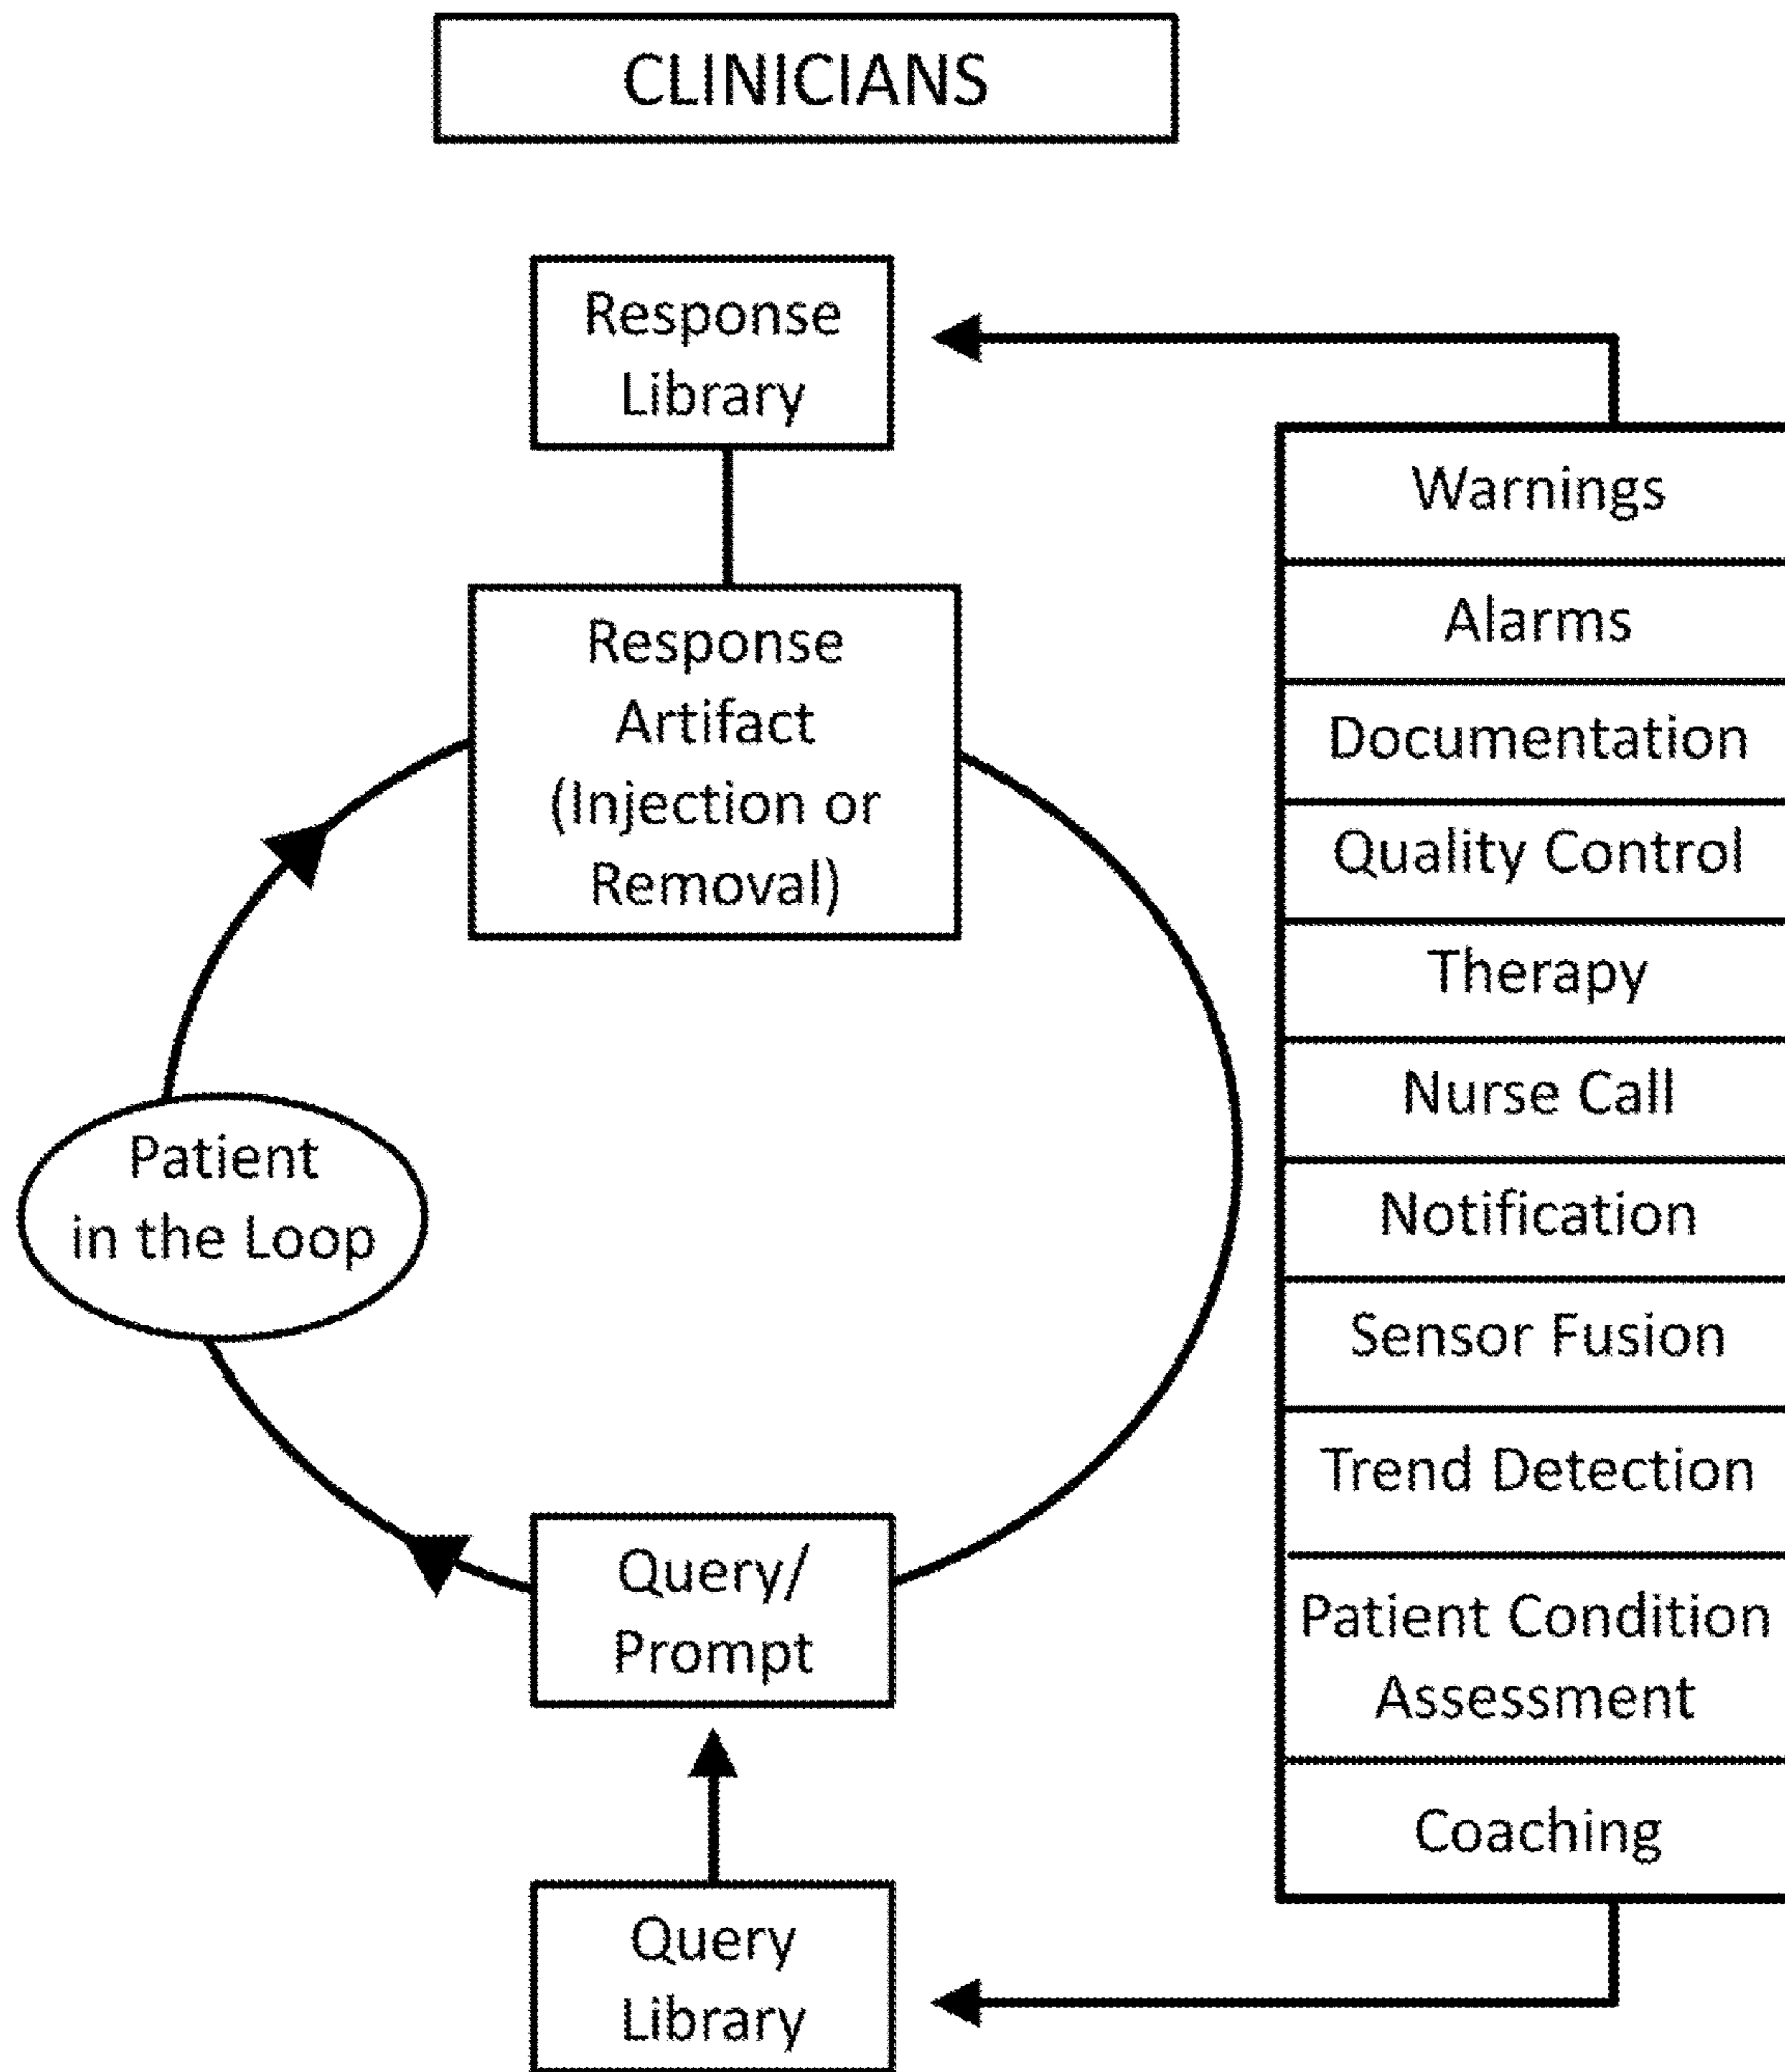 CLINICIANS
Response
Library
Response
Artifact
(Injection or
Removal)
Patient
in the Loop
Query/
Prompt
Query
Library
Warnings
Alarms
Documentation
Quality Control
Therapy
Nurse Call
Notification
Sensor Fusion
Trend Detection
Patient Condition
Assessment
Coaching